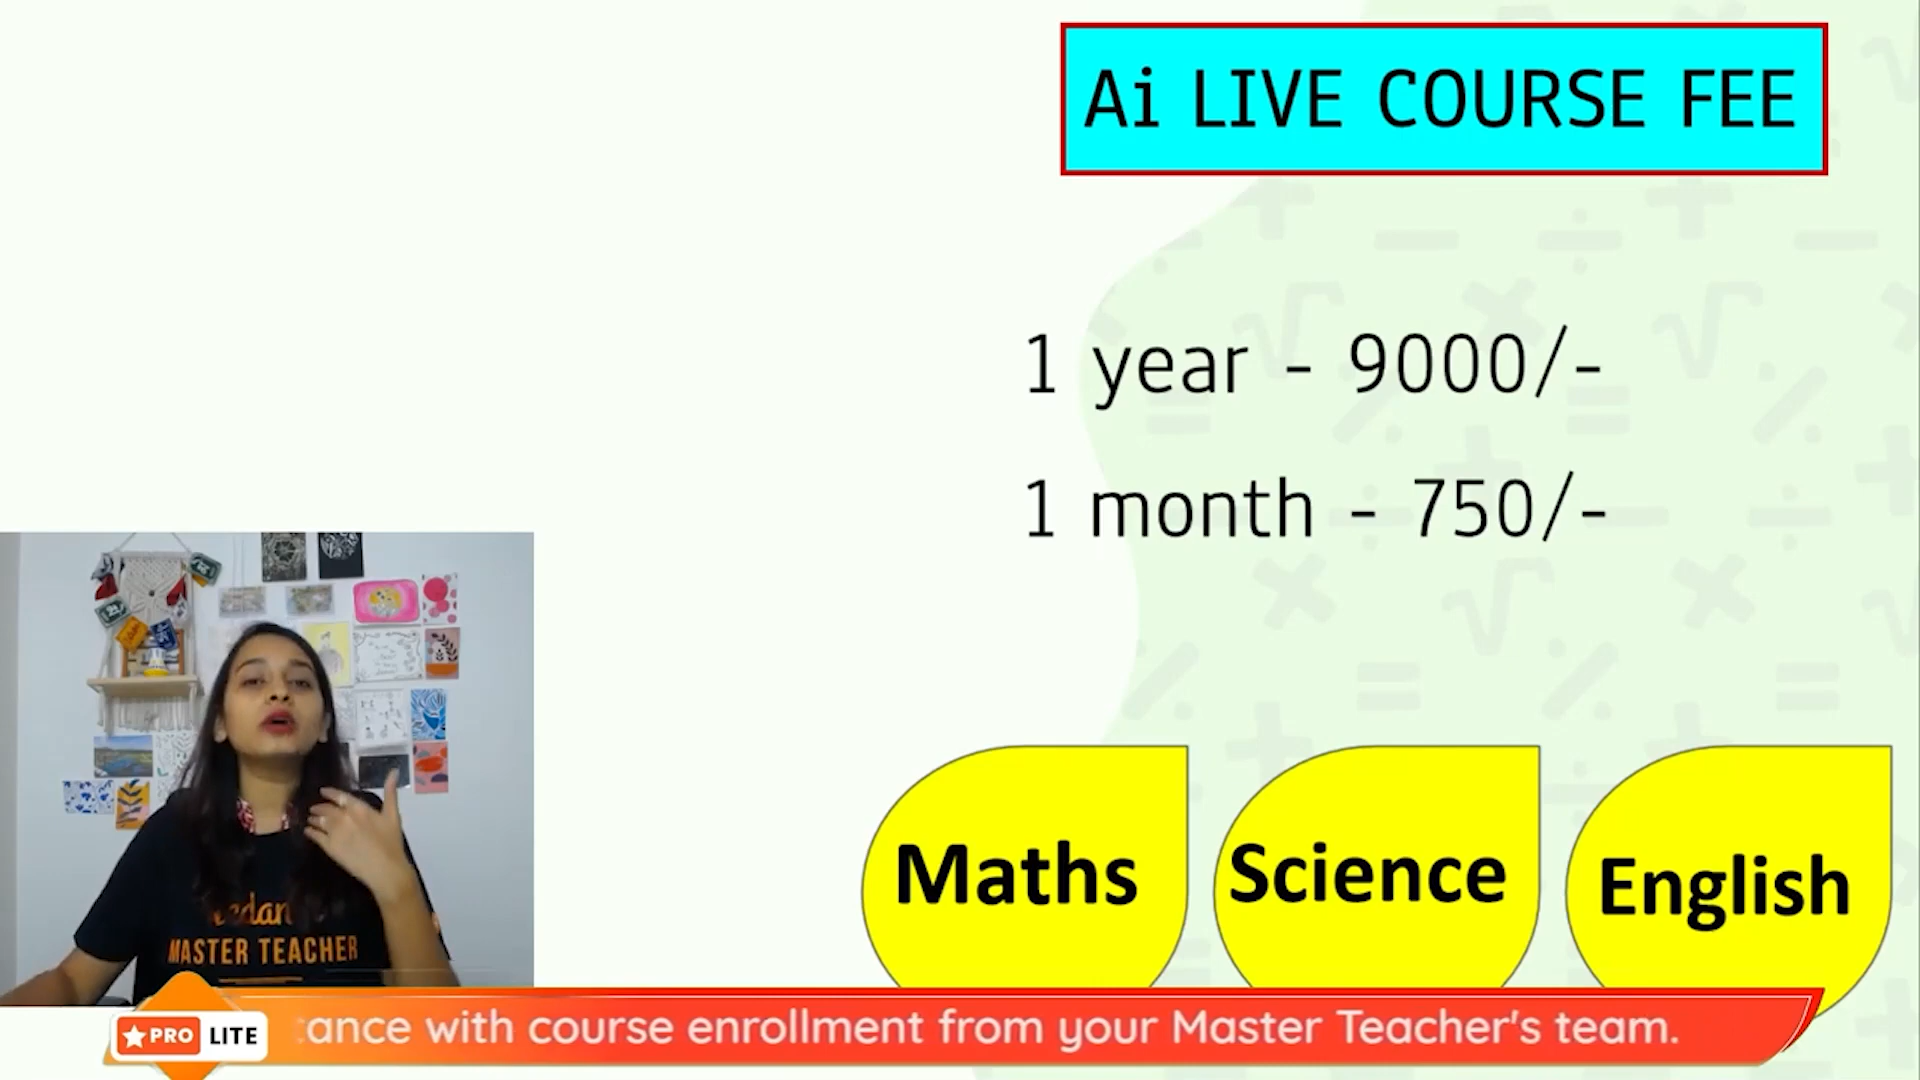 Ai LIVE COURSE FEE
1 year - 9000/-
1 month - 750/-
Maths
Science
English
MASTER TEACHER
PRO LITE
with course enrollment from your Master Teacher's team.